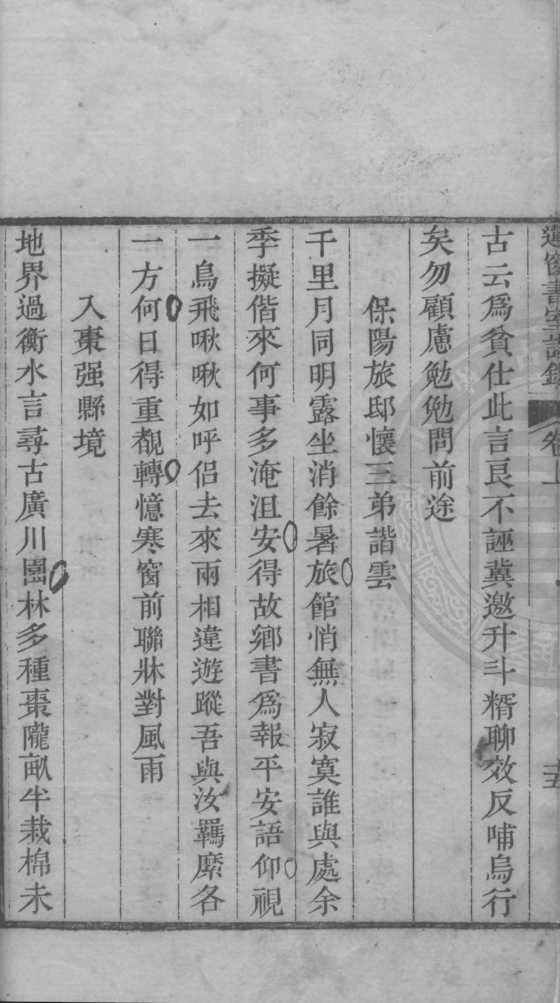 書室詩
卷上
古云為貧仕此言良不誣冀邀升斗糈聊效反哺烏行
矣勿顧慮勉勉問前途
保陽旅邸懷三弟諧雲
千里月同明露坐消餘暑旅館悄無人寂寞誰與處余
季擬偕來何事多淹沮安得故鄉書為報平安語仰視
一鳥飛啾啾如呼侶去來兩相違遊蹤吾與汝羈縻各
一方何日得重覩轉憶寒窗前聯牀對風雨
入棗强縣境
地界過衡水言尋古廣川園林多種棗隴畝半栽棉未